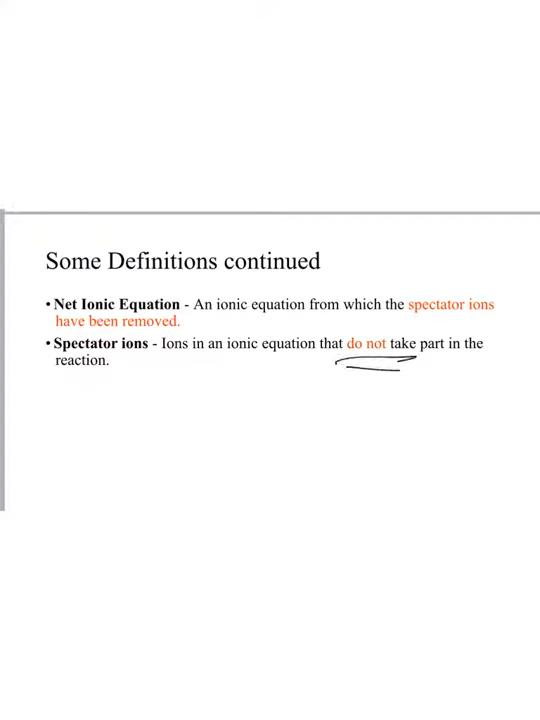 Some Definitions continued
• Net Ionic Equation - An ionic equation from which the spectator ions
have been removed.
• Spectator ions - Ions in an ionic equation that do not take part in the
reaction.